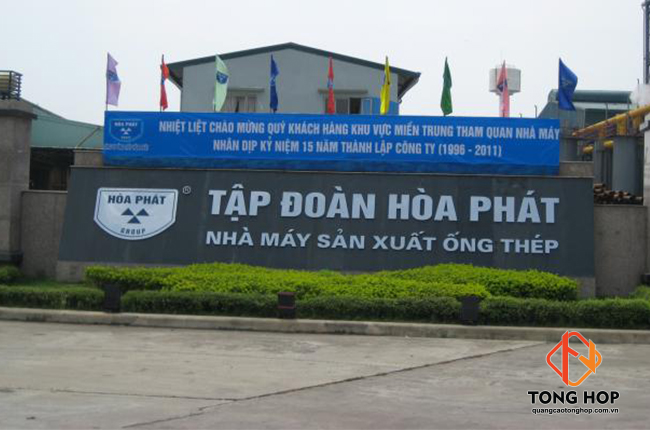 NHIỆT LIỆT CHÀO MỪNG QUÝ KHÁCH HÀNG KHU VỰC MIỀN TRUNG THAM QUAN NHÀ MÁY
NHÂN DỊP KỶ NIỆM 15 NĂM THÀNH LẬP CÔNG TY (1996 - 2011)
HÒA PHÁT
HÒA PHÁT
GROUP
®
TẬP ĐOÀN HÒA PHÁT
NHÀ MÁY SẢN XUẤT ỐNG THÉP
TONG HOP
quangcaotonghop.com.vn